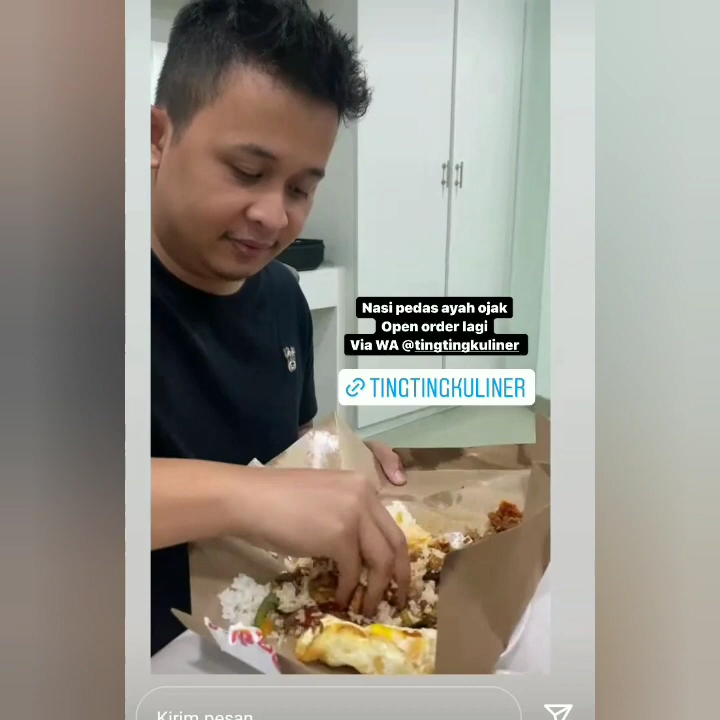 Nasi pedas ayah ojak
Open order lagi
Via WA @tingtingkuliner
TINGTINGKULINER
Kirim pesan